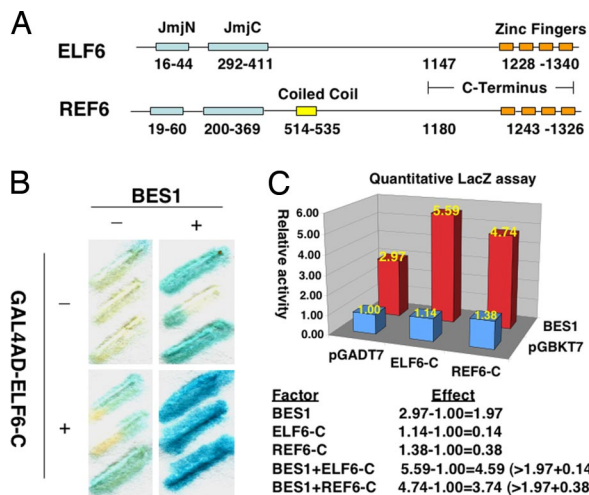 A
JmjN JmjC Zinc Fingers
ELF6
16-44 292-411 1147 1228 -1340
Coiled Coil C-Terminus
REF6
19-60 200-369 514-535 1180 1243 -1326
B
BES1
– +
GAL4AD-ELF6-C
–
+
C
Quantitative LacZ assay
Relative activity
6.00
5.00
4.00
3.00
2.00
1.00
0.00
2.97 5.59 4.74
1.00 1.14 1.38
BES1
pGBKT7
pGADT7 ELF6-C REF6-C
Factor Effect
BES1 2.97-1.00=1.97
ELF6-C 1.14-1.00=0.14
REF6-C 1.38-1.00=0.38
BES1+ELF6-C 5.59-1.00=4.59 (>1.97+0.14
BES1+REF6-C 4.74-1.00=3.74 (>1.97+0.38